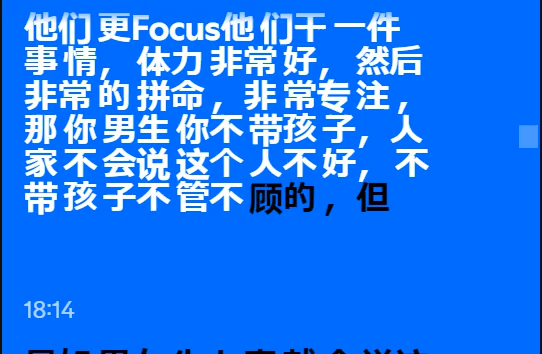 他们更Focus他们干一件
事情，体力非常好，然后
非常的拼命，非常专注，
那你男生你不带孩子，人
家不会说这个人不好，不
带孩子不管不顾的，但
18:14